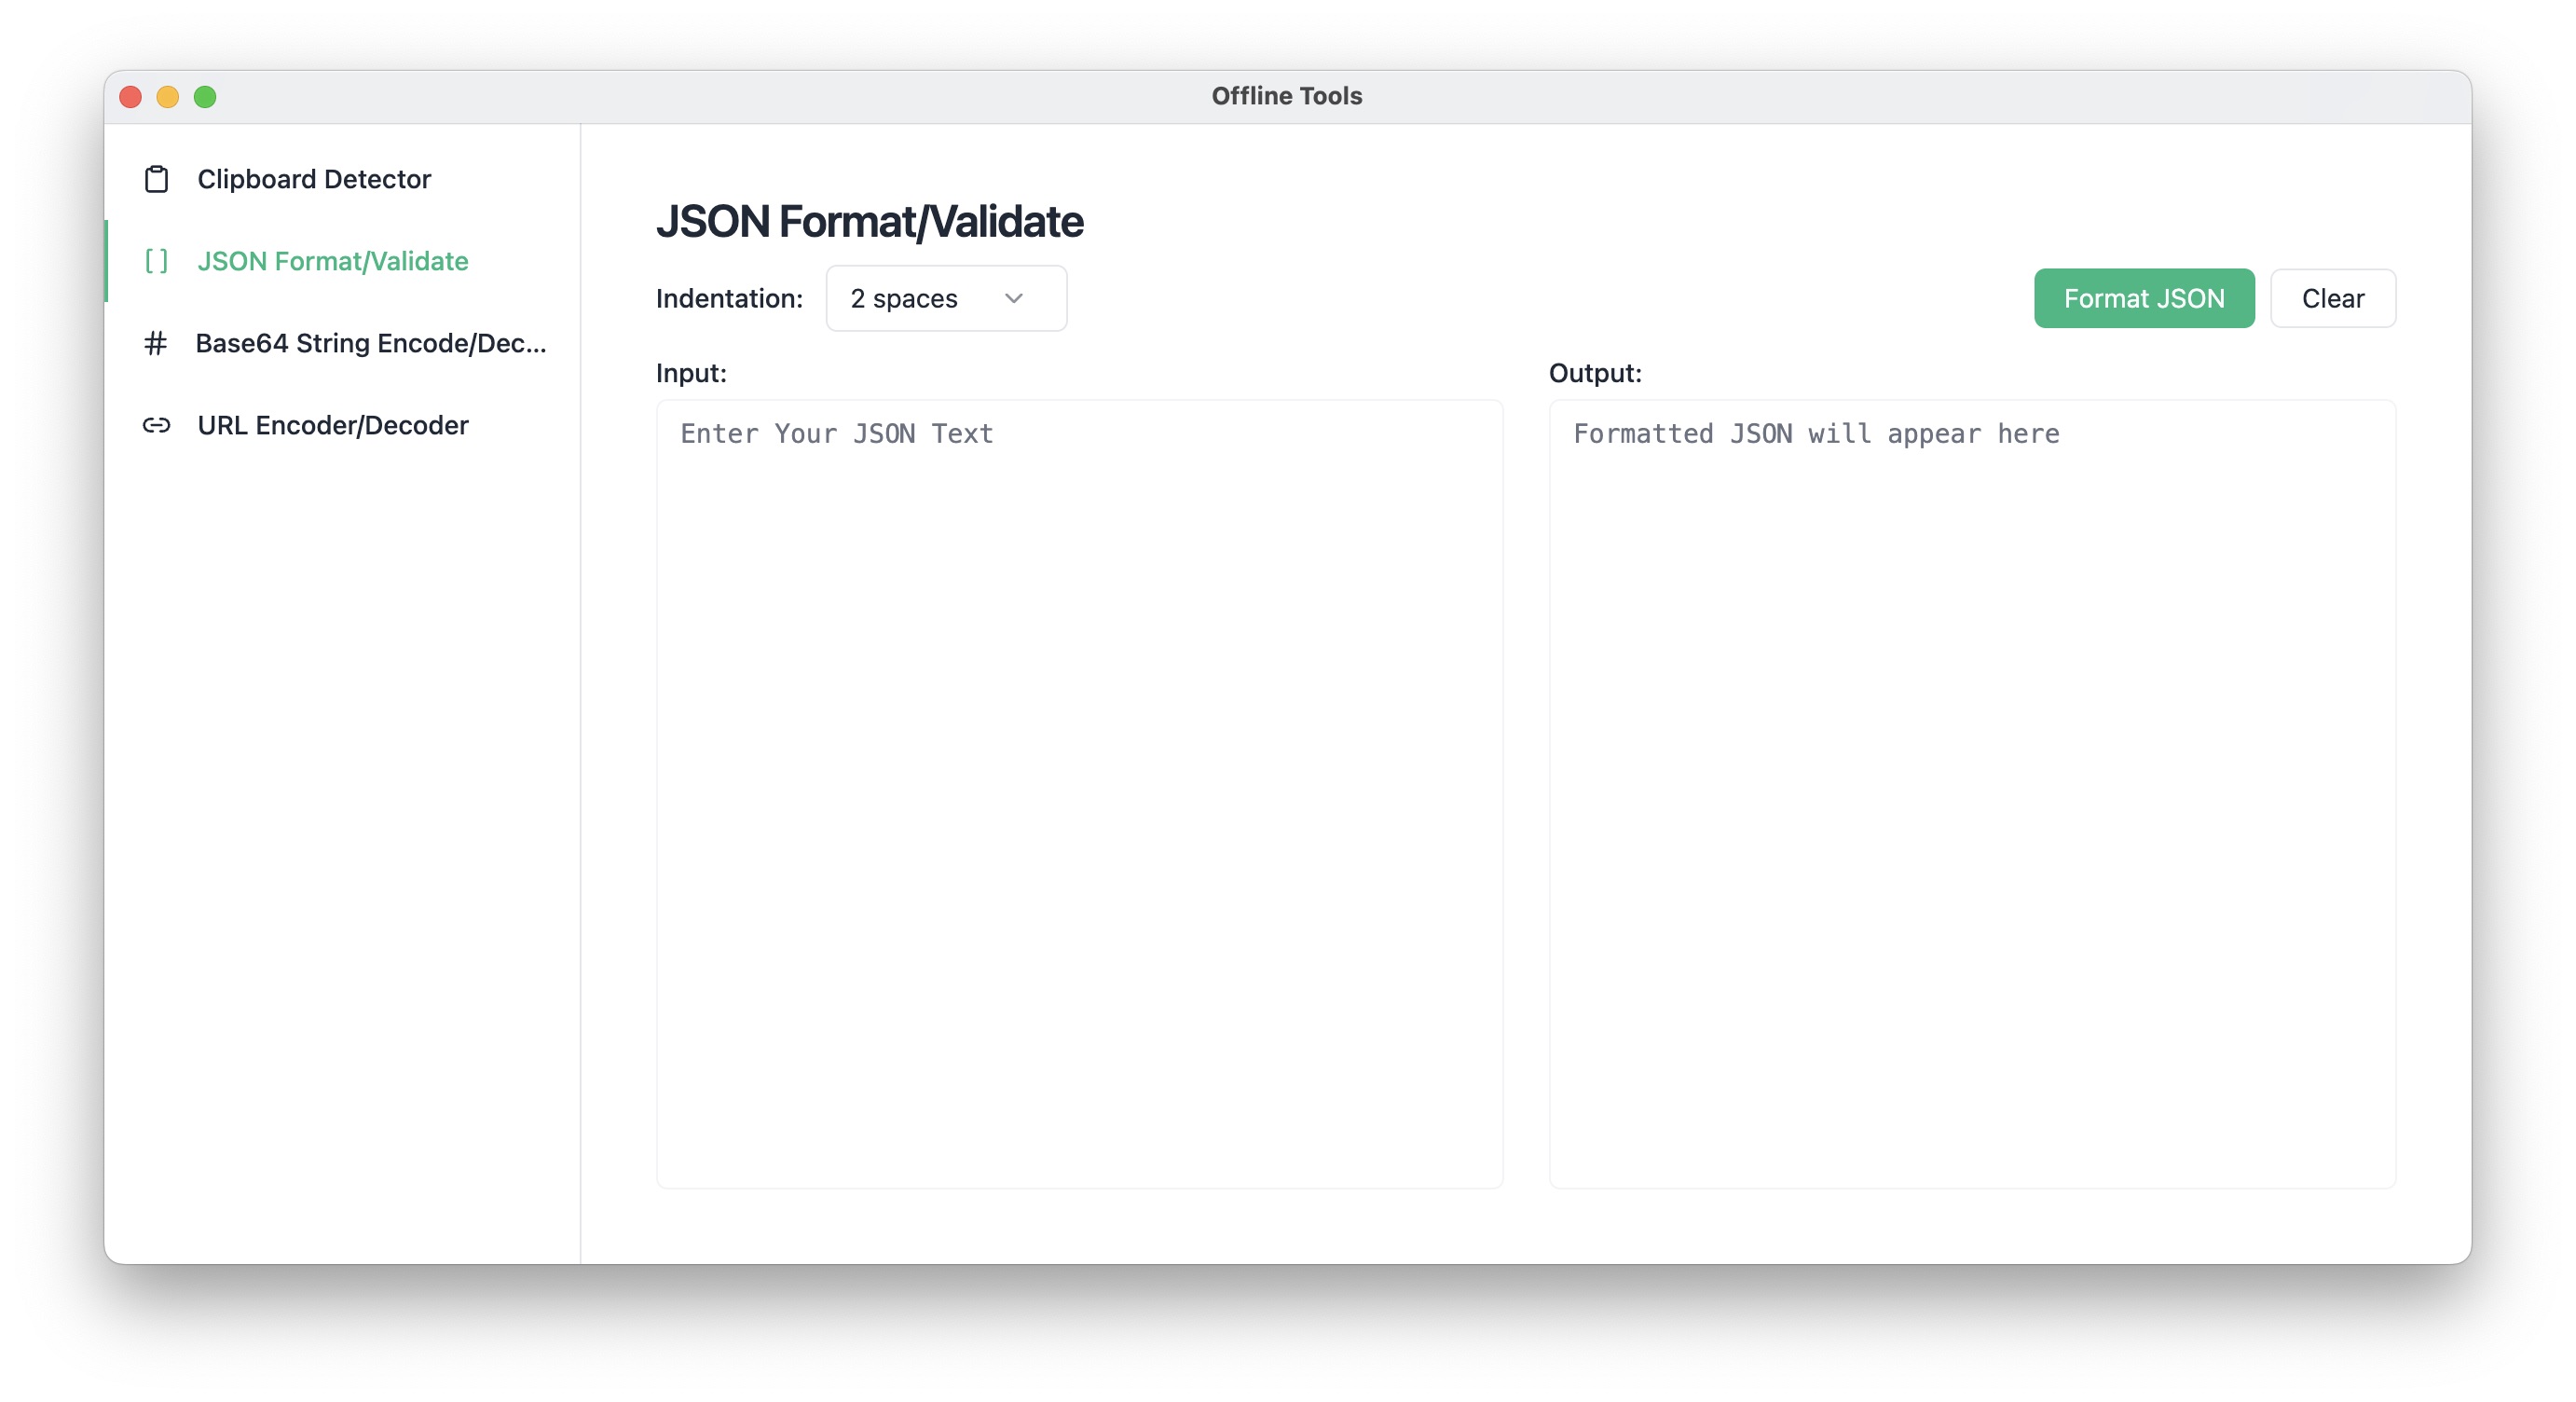 Offline Tools
Clipboard Detector
JSON Format/Validate
Base64 String Encode/Dec...
URL Encoder/Decoder
JSON Format/Validate
Indentation: 2 spaces
Format JSON
Clear
Input:
Enter Your JSON Text
Output:
Formatted JSON will appear here